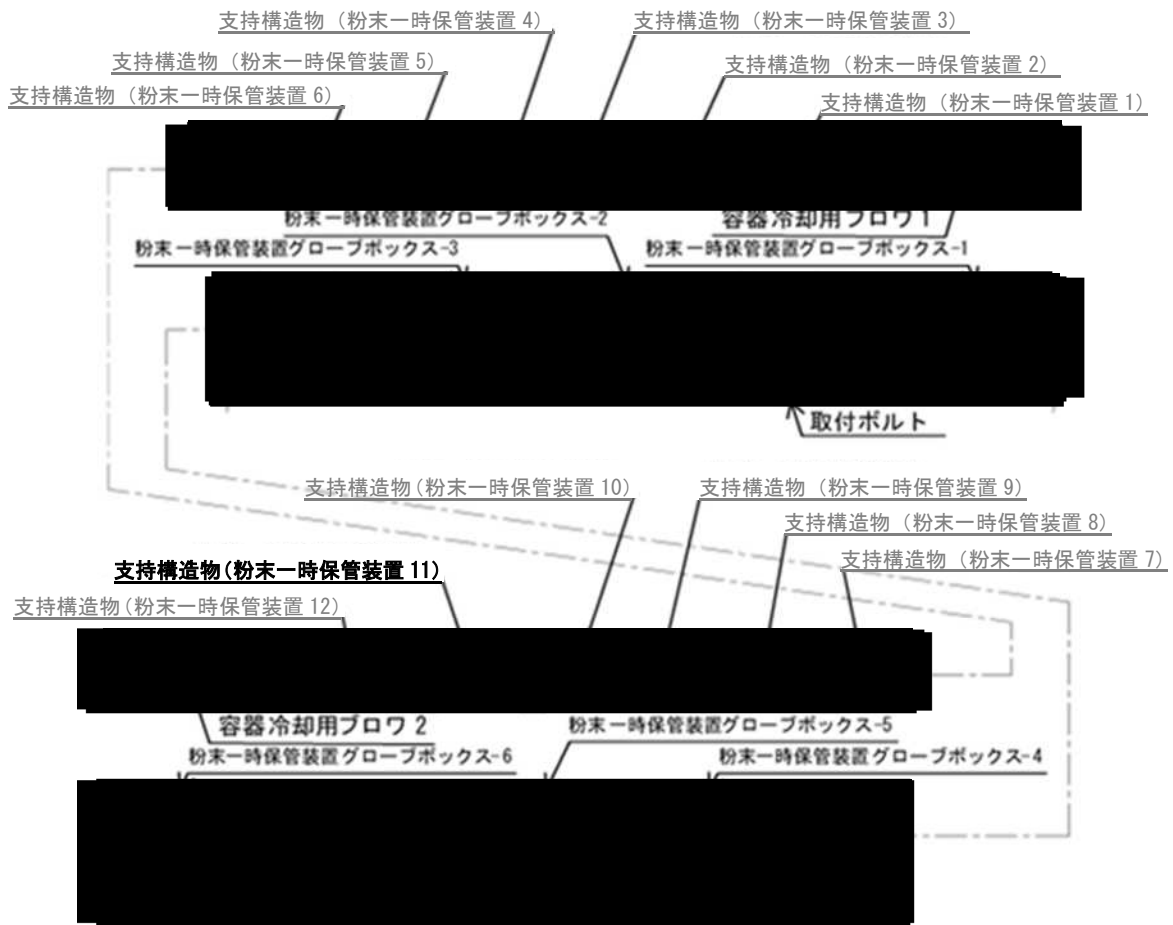 支持構造物（粉末一時保管装置 4）
支持構造物（粉末一時保管装置 3）
支持構造物（粉末一時保管装置 5）
支持構造物（粉末一時保管装置 2）
支持構造物（粉末一時保管装置 6）
支持構造物（粉末一時保管装置 1）
粉末一時保管装置グローブボックス-2
容器冷却用ブロワ 1
粉末一時保管装置グローブボックス-3
粉末一時保管装置グローブボックス-1
取付ボルト
支持構造物(粉末一時保管装置 10)
支持構造物（粉末一時保管装置 9）
支持構造物（粉末一時保管装置 8）
支持構造物（粉末一時保管装置 7）
支持構造物(粉末一時保管装置 11)
支持構造物(粉末一時保管装置 12)
容器冷却用ブロワ 2
粉末一時保管装置グローブボックス-5
粉末一時保管装置グローブボックス-6
粉末一時保管装置グローブボックス-4